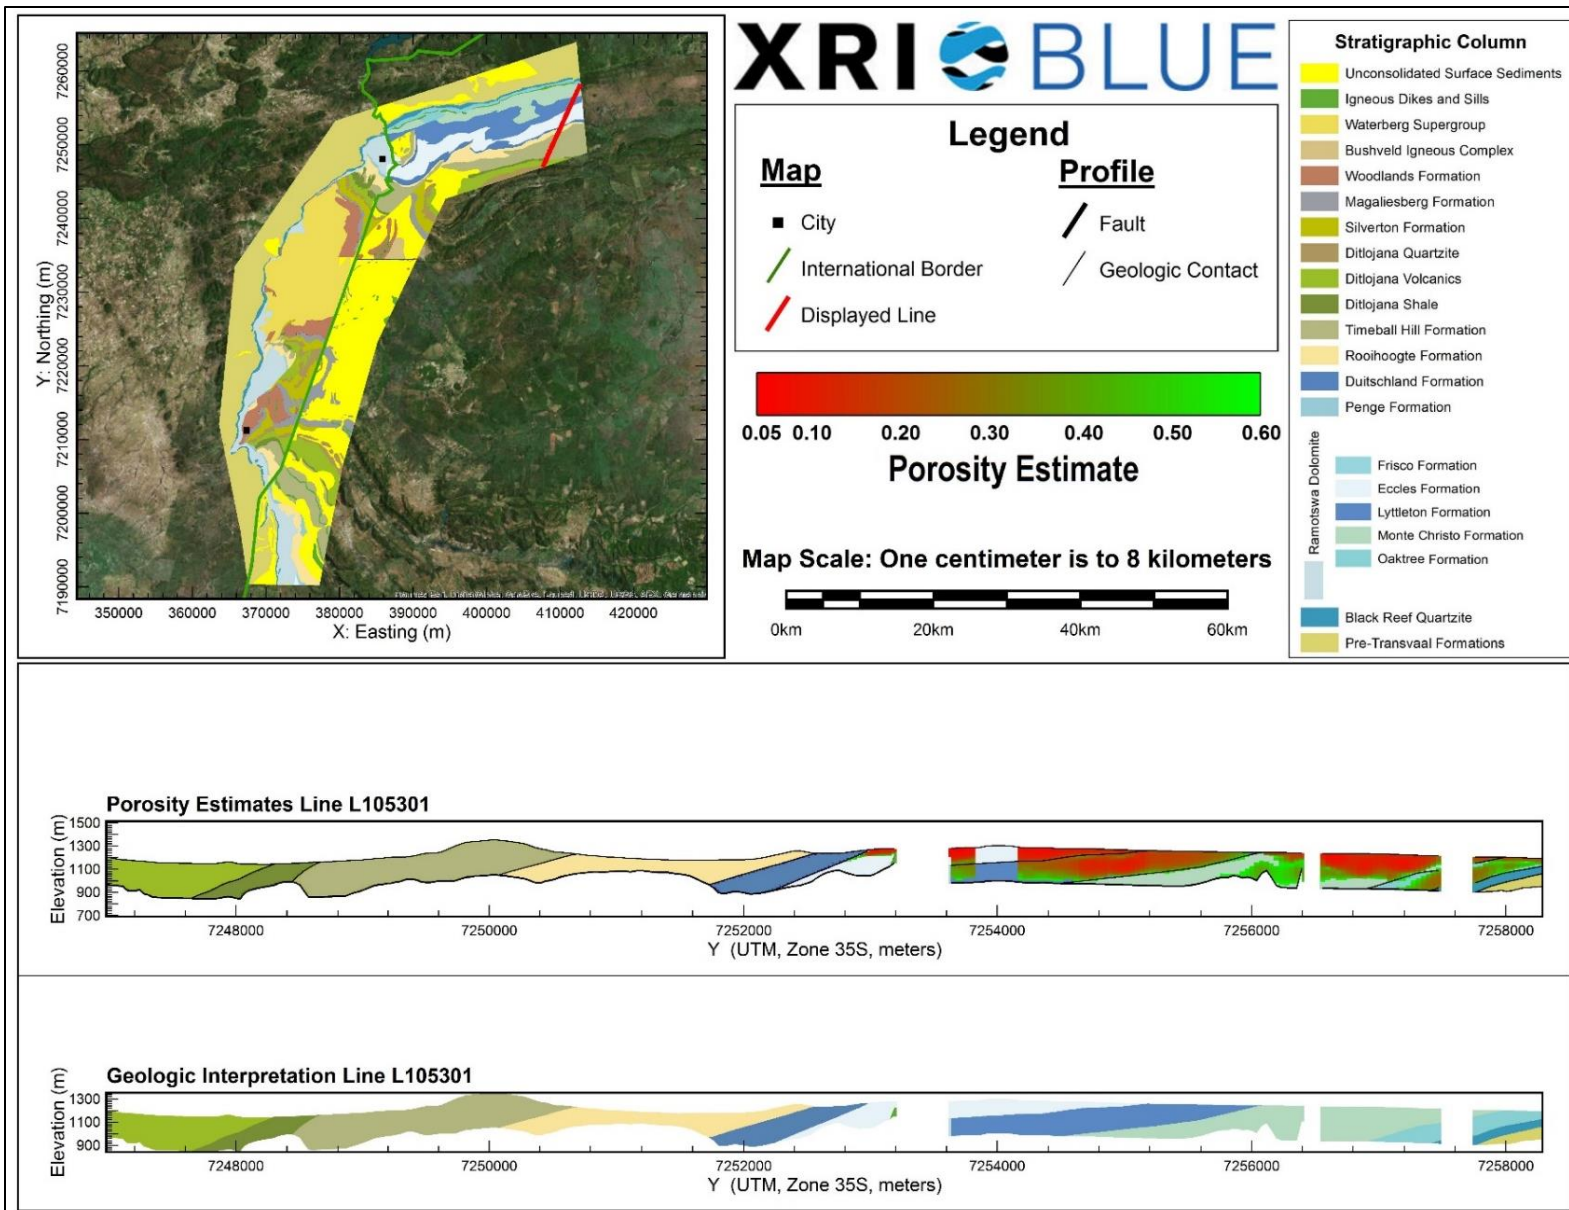 XRI BLUE
7260000
7250000
7240000
7230000
7220000
7210000
7200000
7190000
Y: Northing (m)
350000 360000 370000 380000 390000 400000 410000 420000
X: Easting (m)
Legend
Map
City
International Border
Displayed Line
Profile
Fault
Geologic Contact
0.05 0.10 0.20 0.30 0.40 0.50 0.60
Porosity Estimate
Map Scale: One centimeter is to 8 kilometers
0km 20km 40km 60km
Stratigraphic Column
Unconsolidated Surface Sediments
Igneous Dikes and Sills
Waterberg Supergroup
Bushveld Igneous Complex
Woodlands Formation
Magaliesberg Formation
Silverton Formation
Ditlojana Quartzite
Ditlojana Volcanics
Ditlojana Shale
Timeball Hill Formation
Rooihoogte Formation
Duitschland Formation
Penge Formation
Ramotswa Dolomite
Frisco Formation
Eccles Formation
Lyttleton Formation
Monte Christo Formation
Oaktree Formation
Black Reef Quartzite
Pre-Transvaal Formations
Porosity Estimates Line L105301
Elevation (m)
1500
1300
1100
900
700
7248000 7250000 7252000 7254000 7256000 7258000
Y (UTM, Zone 35S, meters)
Geologic Interpretation Line L105301
Elevation (m)
1300
1100
900
7248000 7250000 7252000 7254000 7256000 7258000
Y (UTM, Zone 35S, meters)